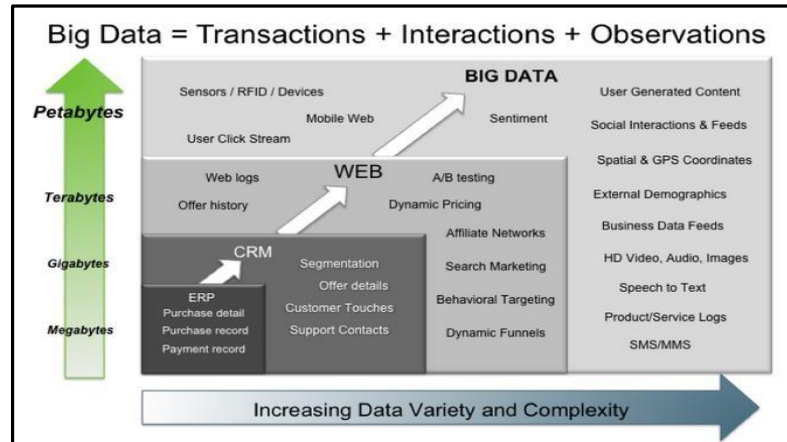 Big Data = Transactions + Interactions + Observations
Petabytes
Terabytes
Gigabytes
Megabytes
BIG DATA
Sensors / RFID / Devices
Mobile Web
User Click Stream
Sentiment
User Generated Content
Social Interactions & Feeds
Spatial & GPS Coordinates
External Demographics
Business Data Feeds
HD Video, Audio, Images
Speech to Text
Product/Service Logs
SMS/MMS
WEB
Web logs
Offer history
A/B testing
Dynamic Pricing
Affiliate Networks
Search Marketing
Behavioral Targeting
Dynamic Funnels
CRM
Segmentation
Offer details
Customer Touches
Support Contacts
ERP
Purchase detail
Purchase record
Payment record
Increasing Data Variety and Complexity